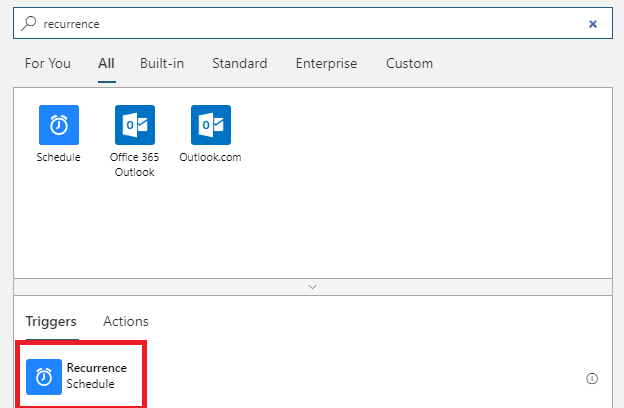 recurrence
For You All Built-in Standard Enterprise Custom
Schedule Office 365 Outlook.com
Outlook
Triggers Actions
Recurrence
Schedule